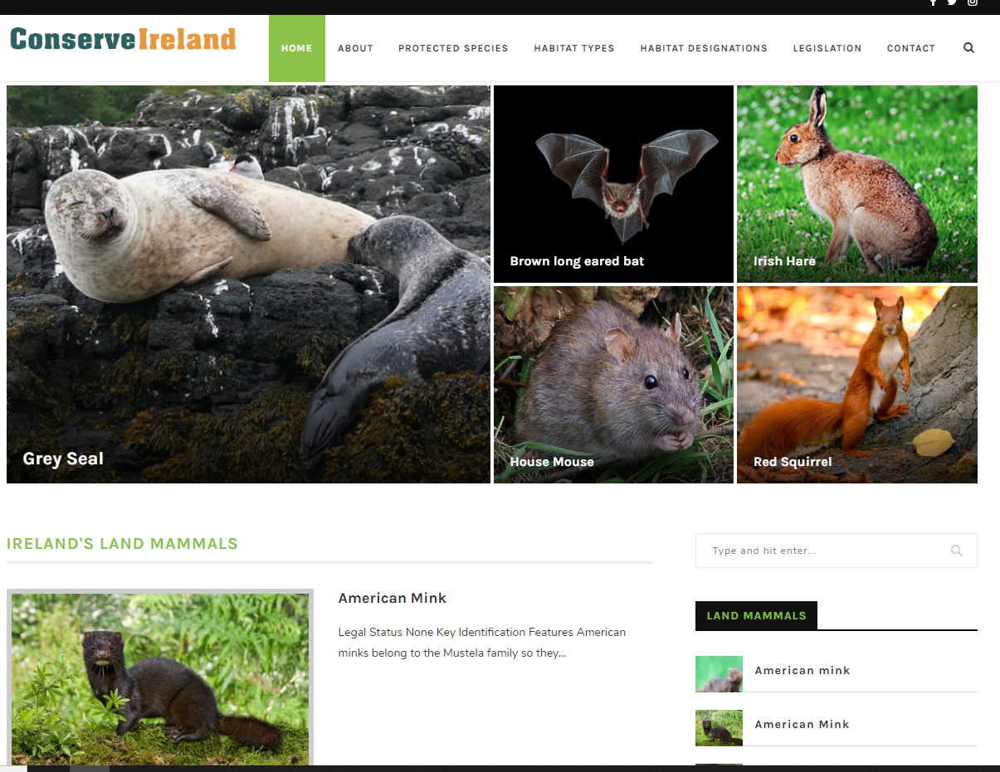 ConserveIreland
HOME ABOUT PROTECTED SPECIES HABITAT TYPES HABITAT DESIGNATIONS LEGISLATION CONTACT
Grey Seal
Brown long eared bat
Irish Hare
House Mouse
Red Squirrel
IRELAND'S LAND MAMMALS
American Mink
Legal Status None Key Identification Features American
minks belong to the Mustela family so they...
Type and hit enter...
LAND MAMMALS
American mink
American Mink